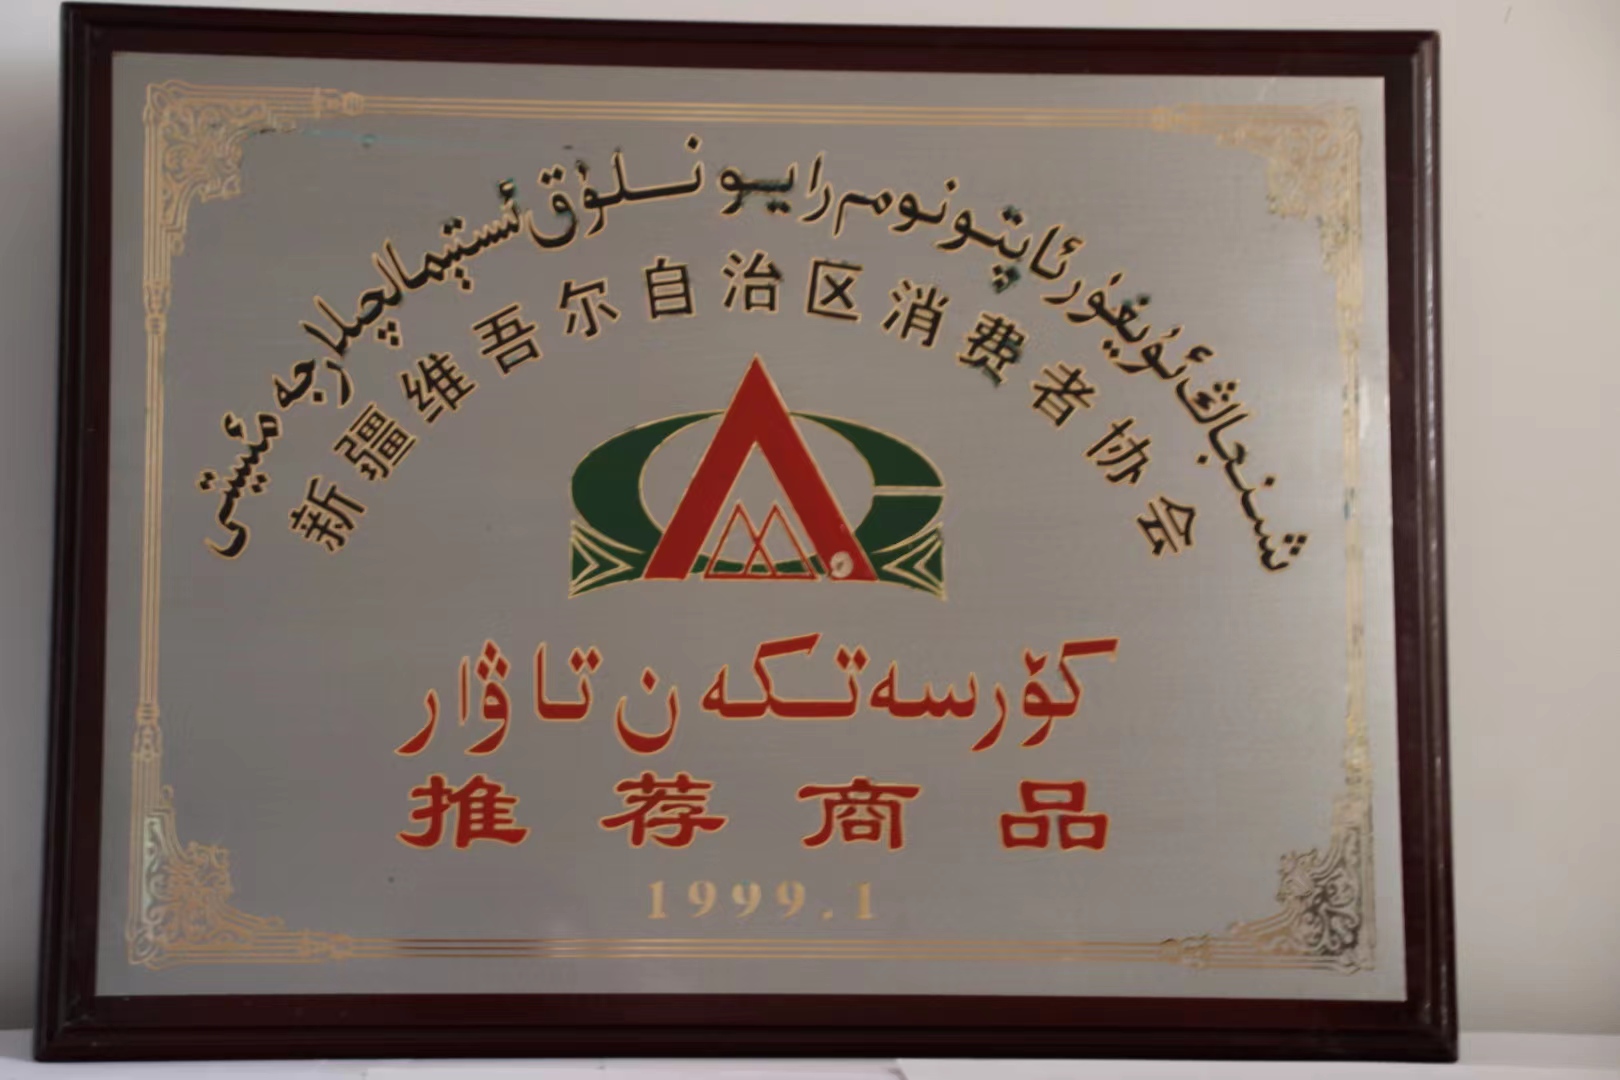 شىنجاڭ ئۇيغۇر ئاپتونوم رايونلۇق ئىستېمالچىلار جەمئىيىتى
新疆维吾尔自治区消费者协会
كۆرسەتكەن تاۋار
推荐商品
1999.1